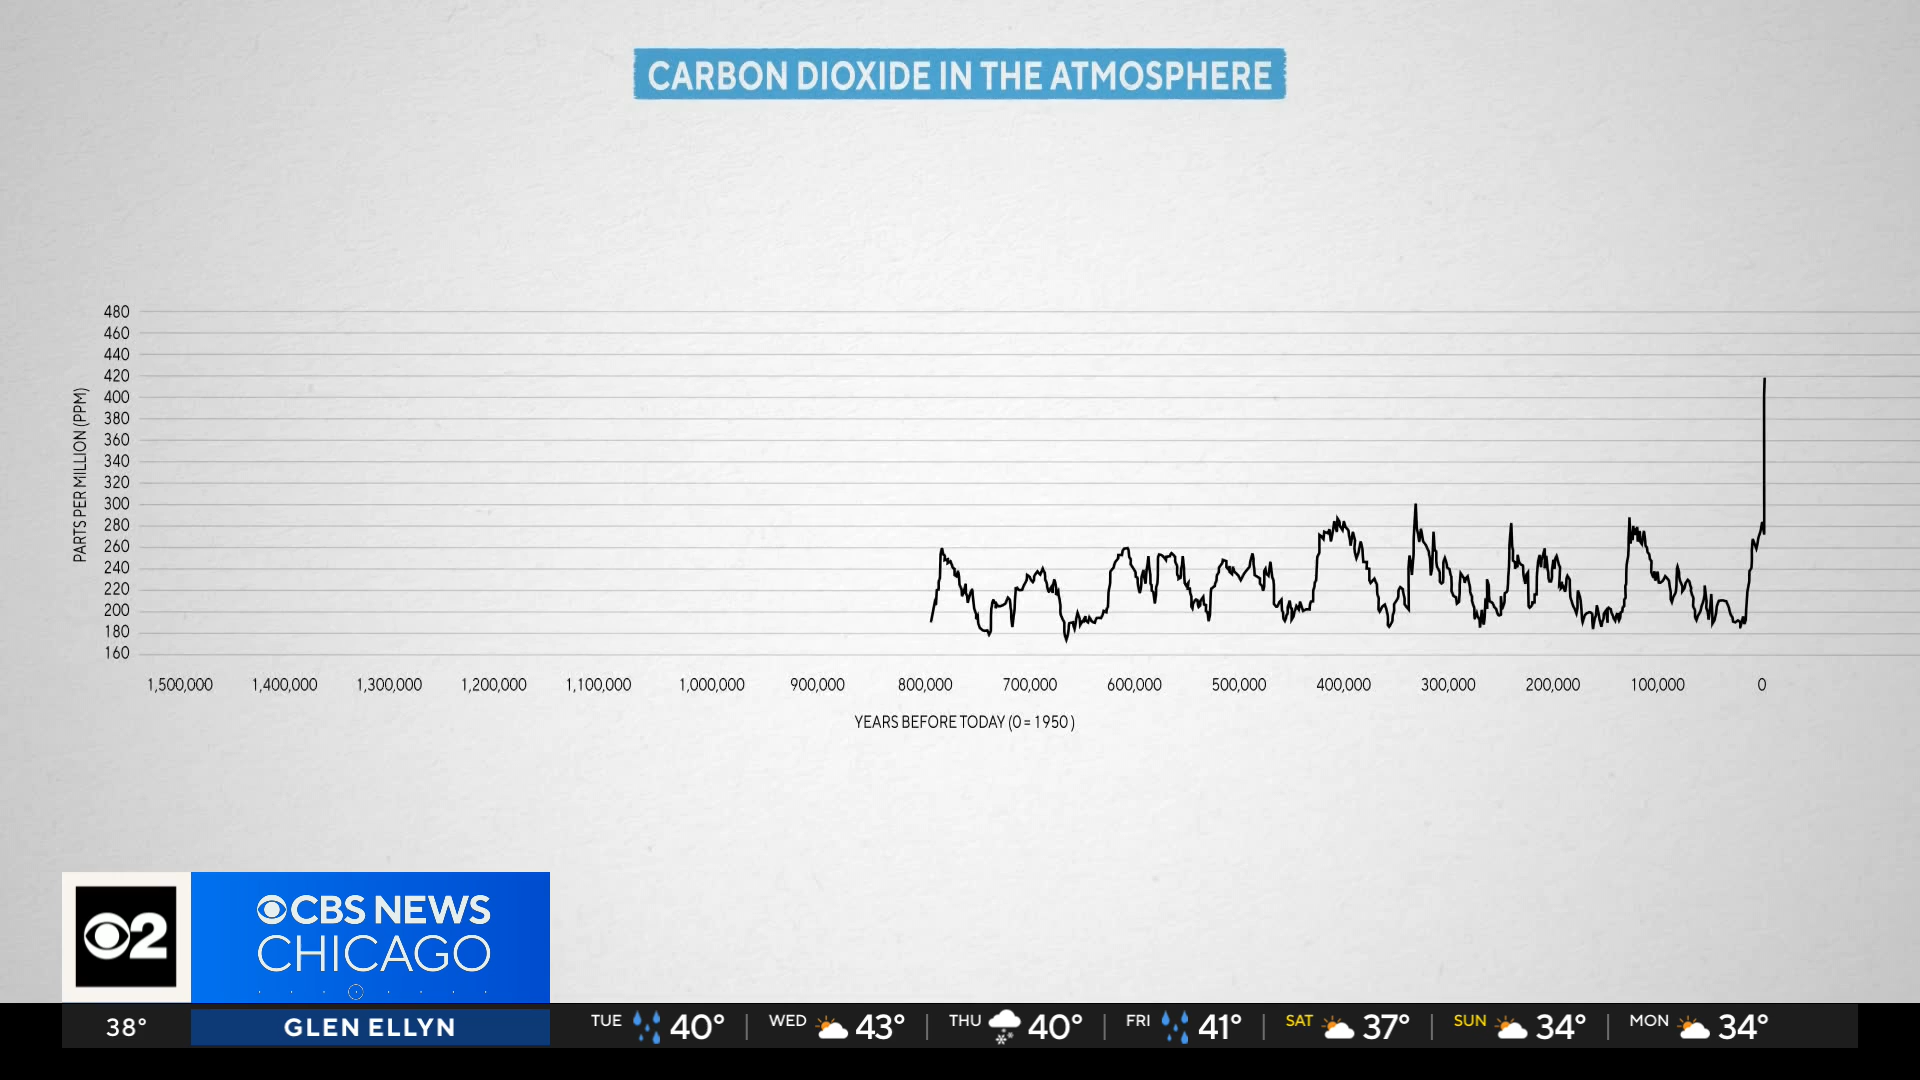 CARBON DIOXIDE IN THE ATMOSPHERE
480
460
440
420
400
380
360
340
320
300
280
260
240
220
200
180
160
PARTS PER MILLION (PPM)
1,500,000 1,400,000 1,300,000 1,200,000 1,100,000 1,000,000 900,000 800,000 700,000 600,000 500,000 400,000 300,000 200,000 100,000 0
YEARS BEFORE TODAY (0 = 1950 )
2
CBS NEWS
CHICAGO
38° GLEN ELLYN TUE 40° WED 43° THU 40° FRI 41° SAT 37° SUN 34° MON 34°